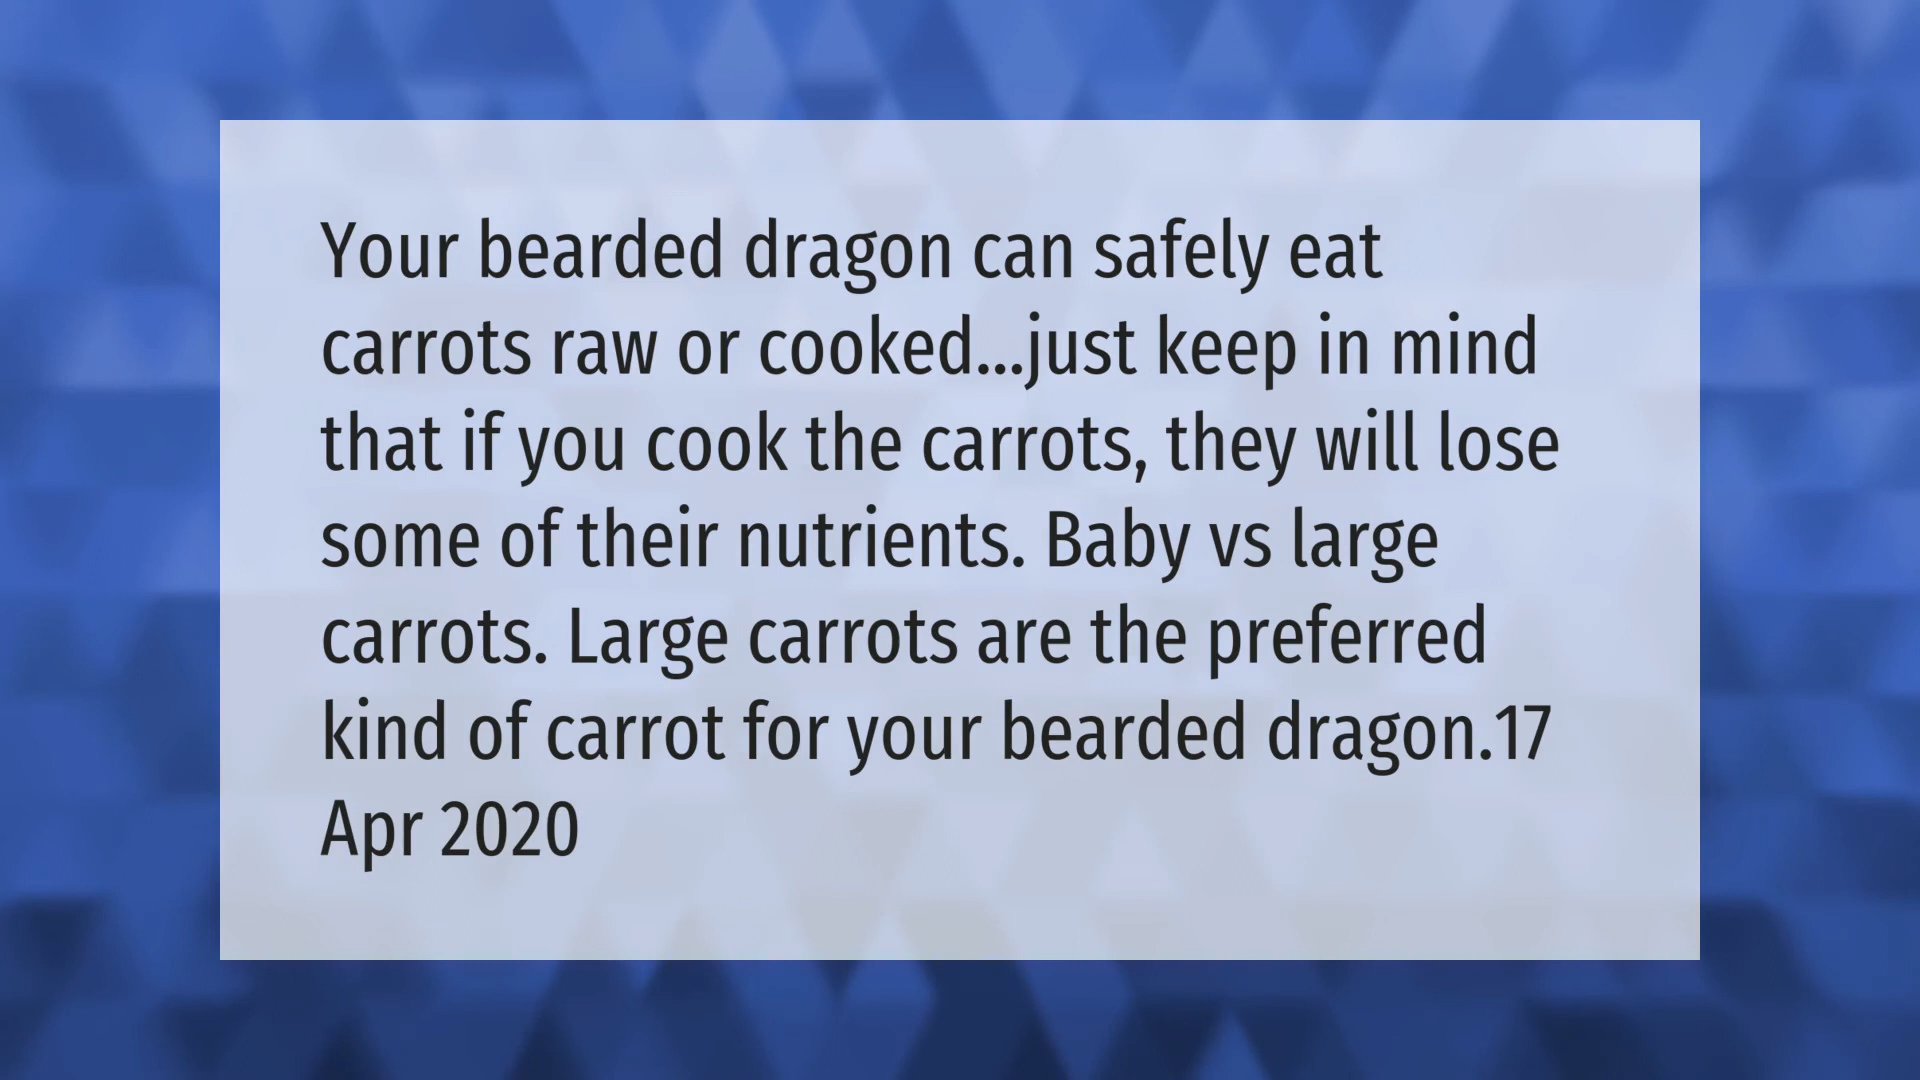 Your bearded dragon can safely eat
carrots raw or cooked...just keep in mind
that if you cook the carrots, they will lose
some of their nutrients. Baby vs large
carrots. Large carrots are the preferred
kind of carrot for your bearded dragon.17
Apr 2020